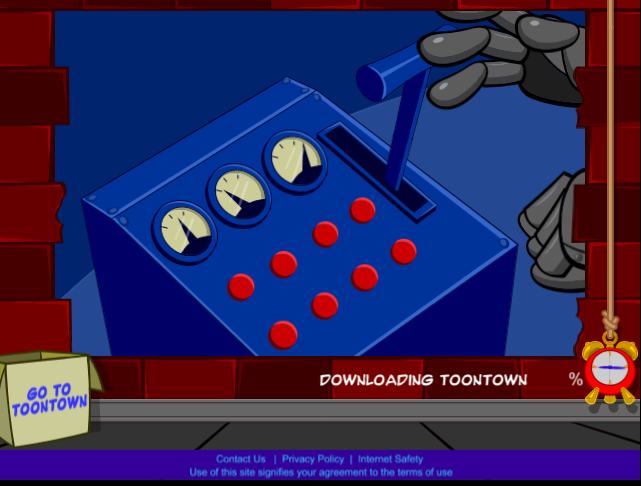 DOWNLOADING TOONTOWN %
GO TO
TOONTOWN
Contact Us | Privacy Policy | Internet Safety
Use of this site signifies your agreement to the terms of use